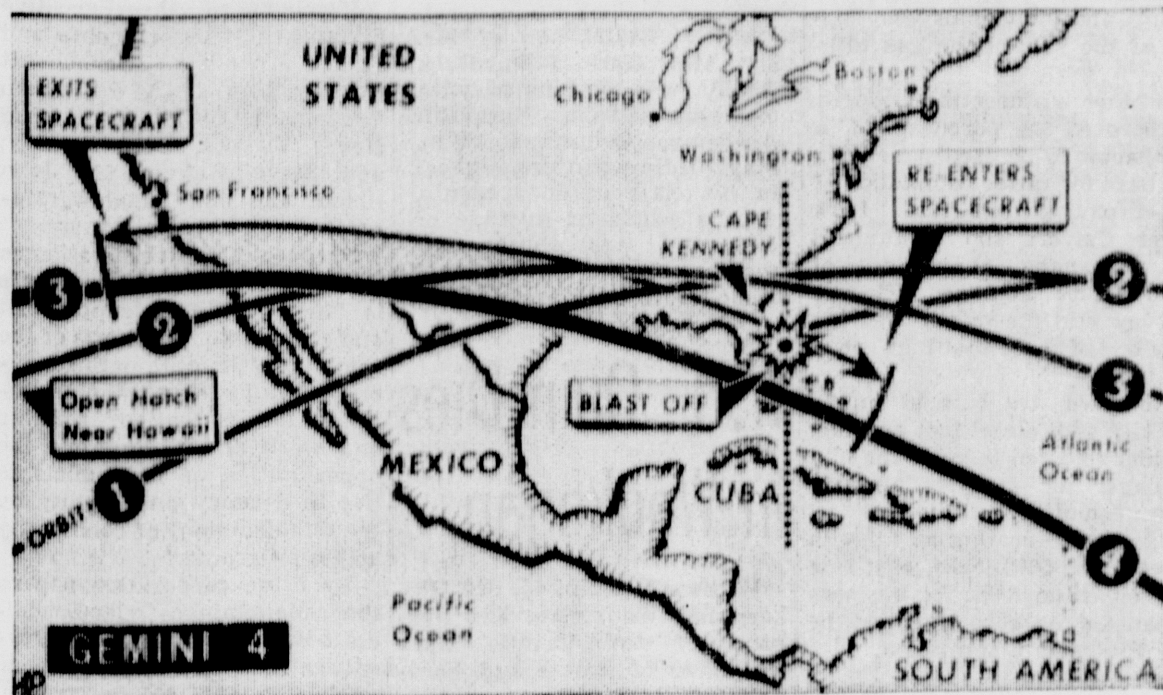 UNITED
STATES
EXITS
SPACECRAFT
Chicago
Boston
Washington
San Francisco
RE-ENTERS
SPACECRAFT
CAPE
KENNEDY
3
2
2
3
Open Hatch
Near Hawaii
BLAST OFF
Atlantic
Ocean
MEXICO
CUBA
ORBIT
1
4
Pacific
Ocean
GEMINI 4
SOUTH AMERICA